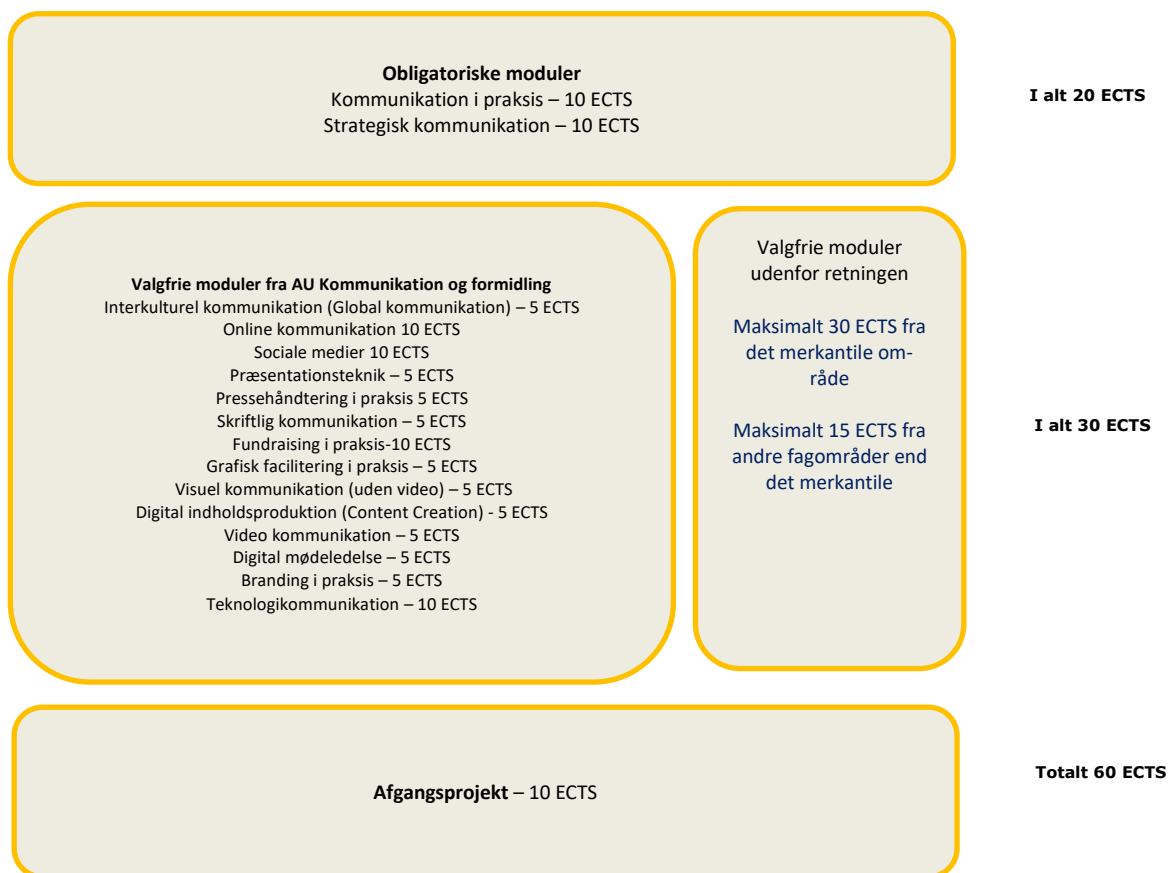 Obligatoriske moduler
Kommunikation i praksis – 10 ECTS
Strategisk kommunikation – 10 ECTS
I alt 20 ECTS
Valgfrie moduler fra AU Kommunikation og formidling
Interkulturel kommunikation (Global kommunikation) – 5 ECTS
Online kommunikation 10 ECTS
Sociale medier 10 ECTS
Præsentationsteknik – 5 ECTS
Pressehåndtering i praksis 5 ECTS
Skriftlig kommunikation – 5 ECTS
Fundraising i praksis-10 ECTS
Grafisk facilitering i praksis – 5 ECTS
Visuel kommunikation (uden video) – 5 ECTS
Digital indholdsproduktion (Content Creation) - 5 ECTS
Video kommunikation – 5 ECTS
Digital mødeledelse – 5 ECTS
Branding i praksis – 5 ECTS
Teknologikommunikation – 10 ECTS
Valgfrie moduler
udenfor retningen
Maksimalt 30 ECTS fra
det merkantile om-
råde
Maksimalt 15 ECTS fra
andre fagområder end
det merkantile
I alt 30 ECTS
Afgangsprojekt – 10 ECTS
Totalt 60 ECTS